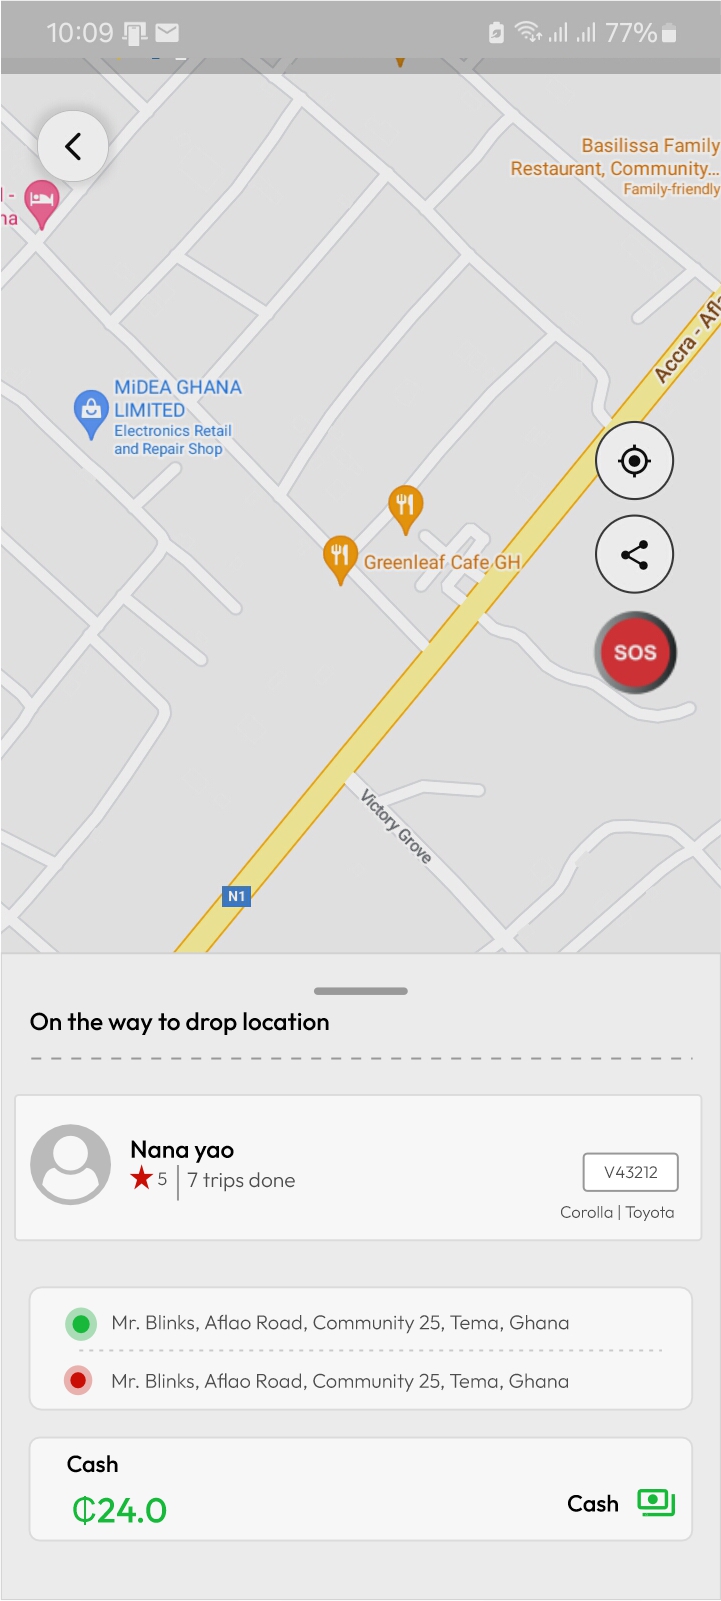 10:09
77%
Basilissa Family
Restaurant, Community...
Family-friendly
Accra - Afla
MiDEA GHANA
LIMITED
Electronics Retail
and Repair Shop
Greenleaf Cafe GH
SOS
Victory Grove
N1
On the way to drop location
Nana yao
5 | 7 trips done
V43212
Corolla | Toyota
Mr. Blinks, Aflao Road, Community 25, Tema, Ghana
Mr. Blinks, Aflao Road, Community 25, Tema, Ghana
Cash
₵24.0
Cash